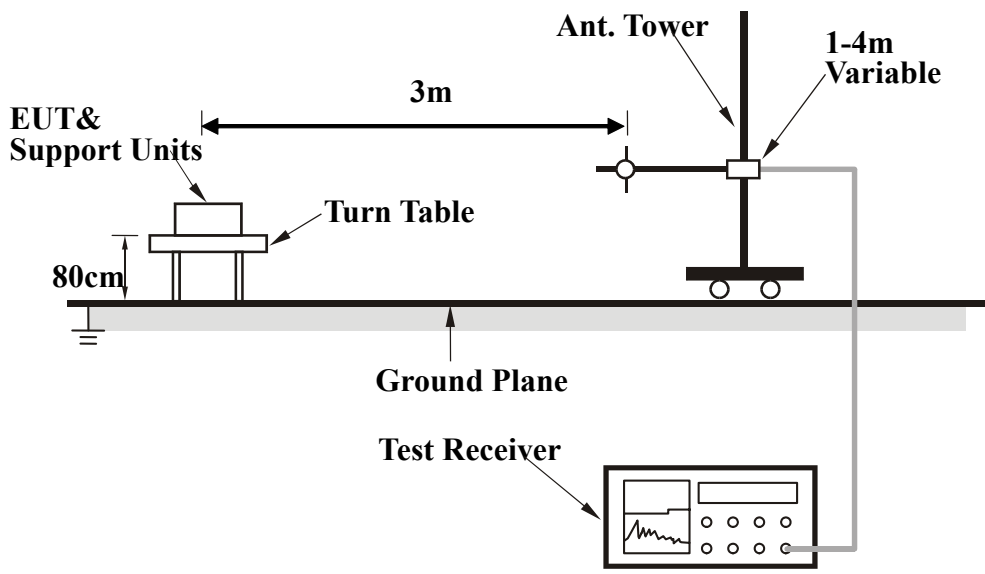 Ant. Tower
1-4m
Variable
3m
EUT&
Support Units
Turn Table
80cm
Ground Plane
Test Receiver